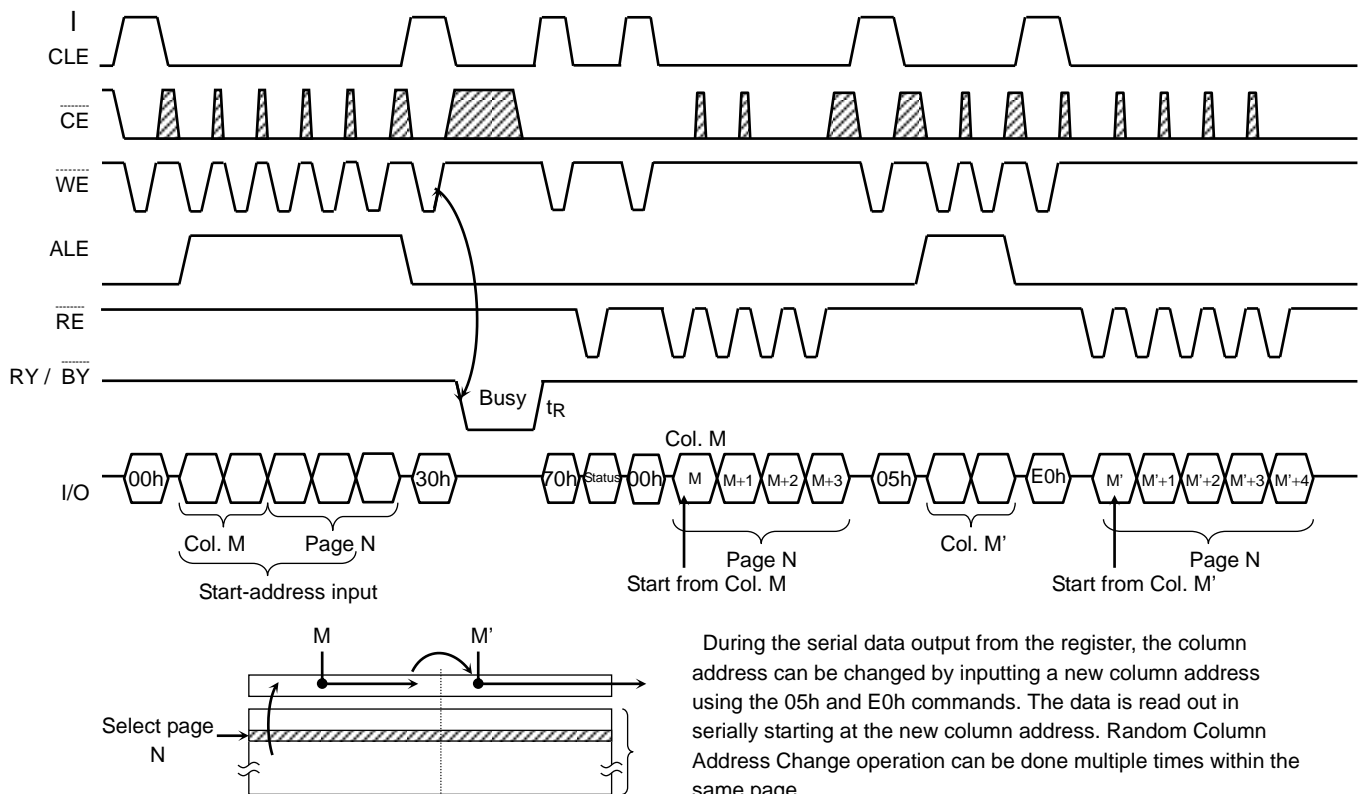 I
CLE
CE
WE
ALE
RE
RY / BY
Busy
tR
Col. M
I/O
00h
30h
70h
Status
00h
M
M+1
M+2
M+3
05h
E0h
M'
M'+1
M'+2
M'+3
M'+4
Col. M
Page N
Start-address input
Page N
Start from Col. M
Col. M’
Page N
Start from Col. M’
M
M’
Select page
N
During the serial data output from the register, the column
address can be changed by inputting a new column address
using the 05h and E0h commands. The data is read out in
serially starting at the new column address. Random Column
Address Change operation can be done multiple times within the
same page